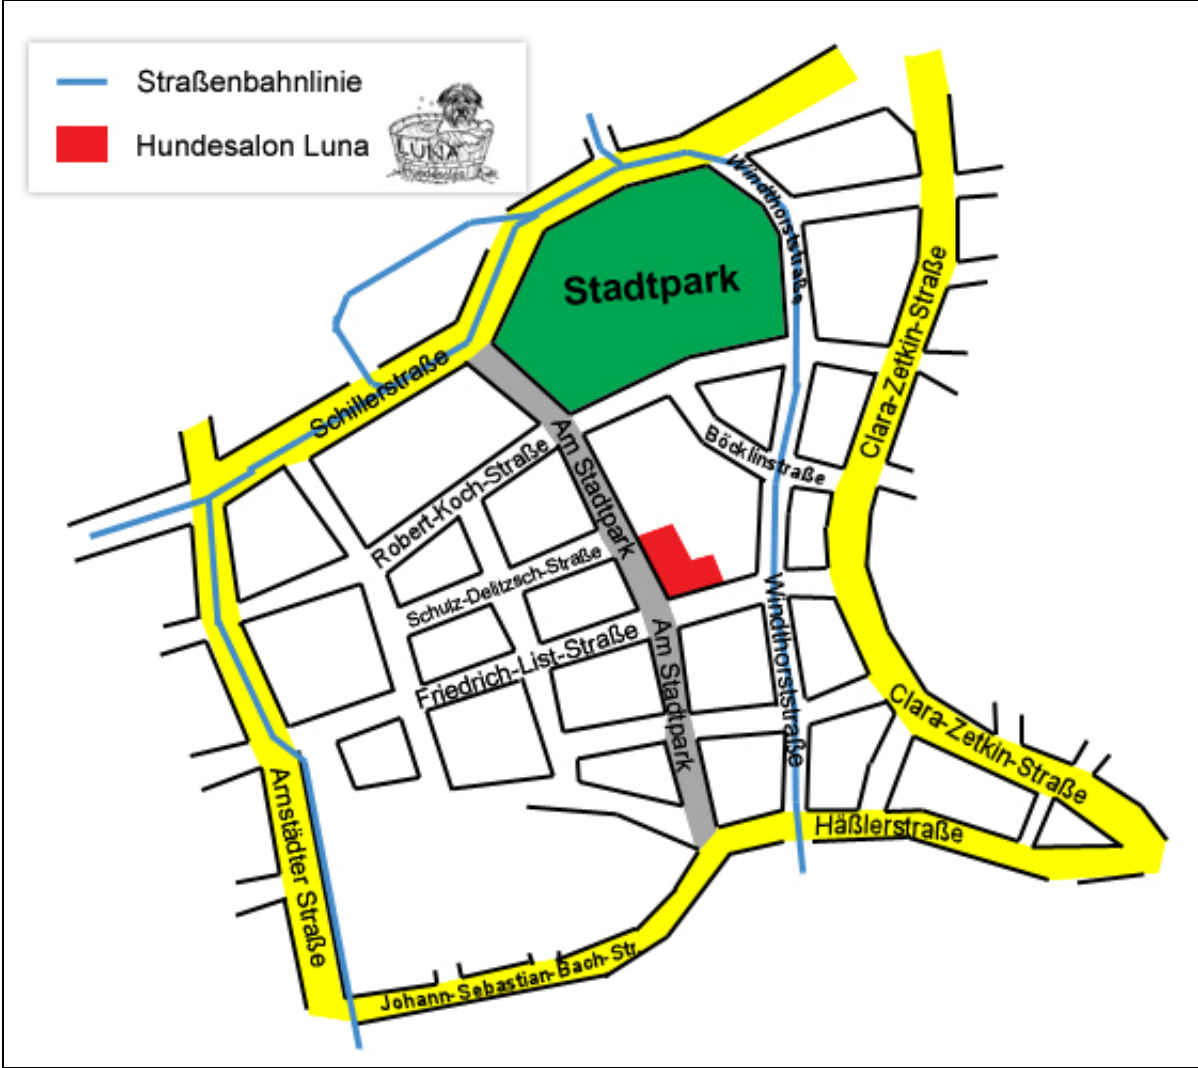 Straßenbahnlinie
Hundesalon Luna
LUNA
Windthorststraße
Stadtpark
Clara-Zetkin-Straße
Schillerstraße
Am Stadtpark
Böcklinstraße
Robert-Koch-Straße
Schulz-Delitzsch-Straße
Windthorststraße
Am Stadtpark
Friedrich-List-Straße
Clara-Zetkin-Straße
Arnstädter Straße
Häßlerstraße
Johann-Sebastian-Bach-Str.